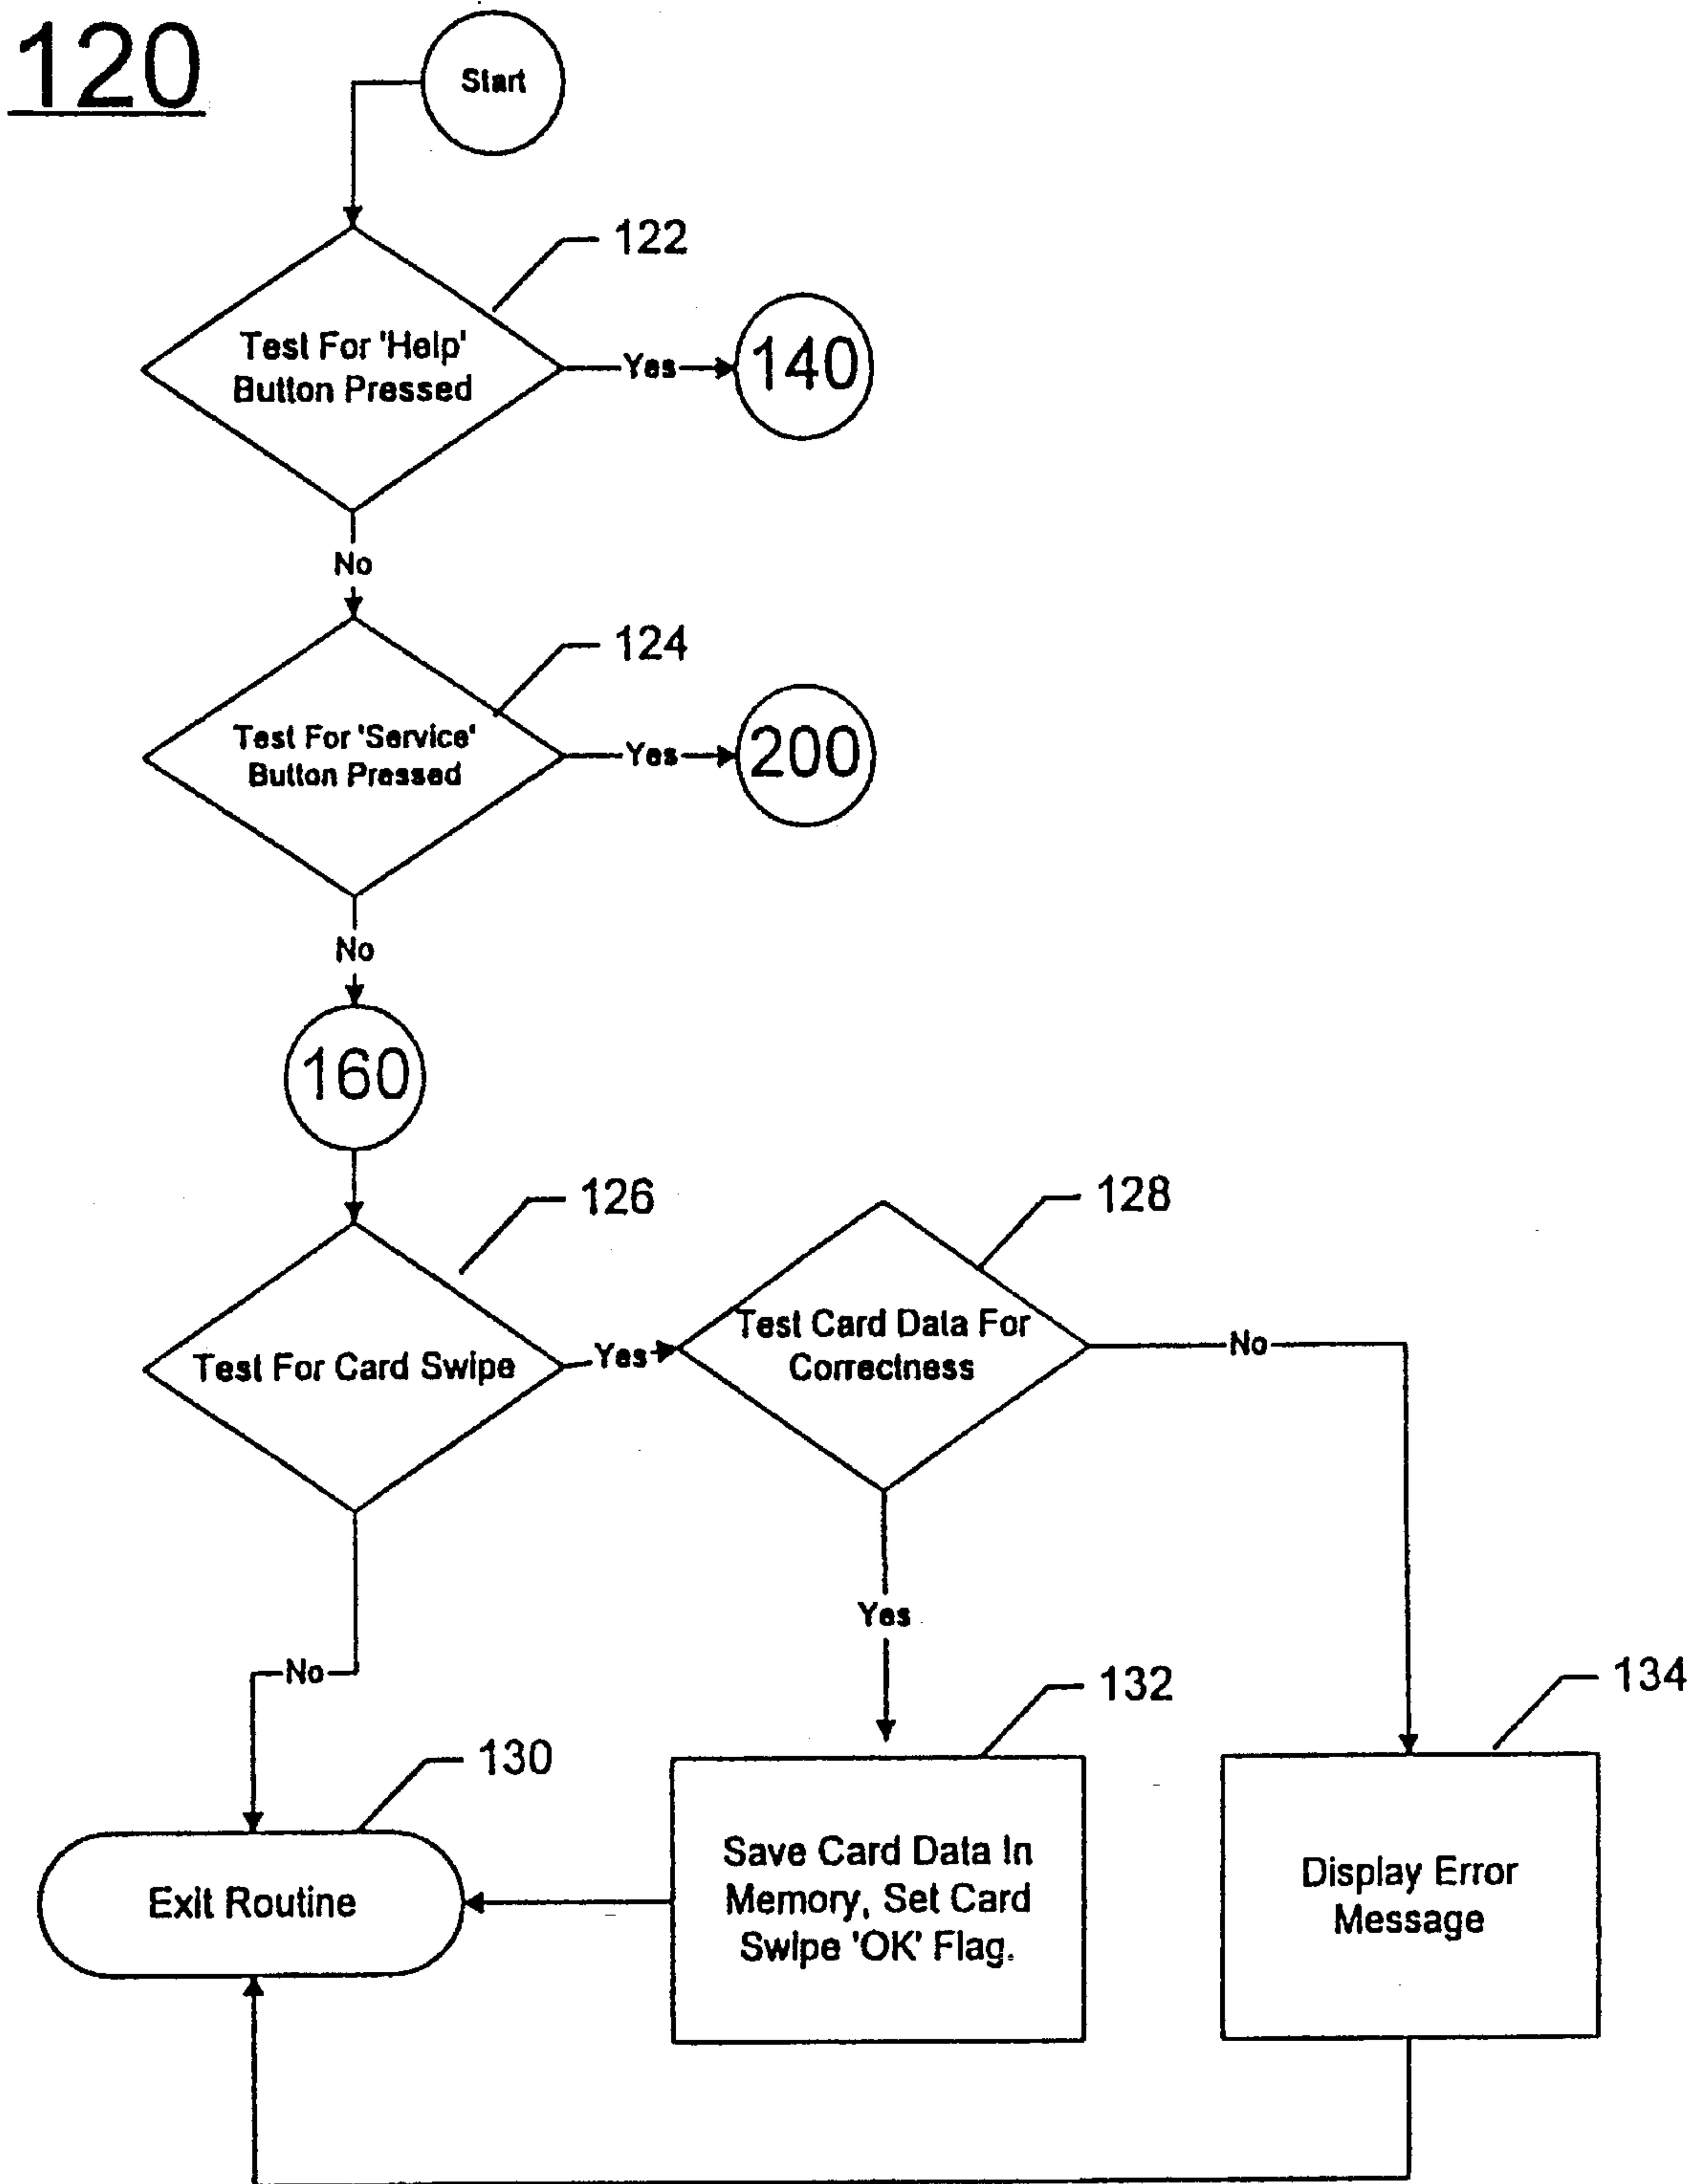 120
Start
122
Test For 'Help'
Button Pressed
Yes
140
No
124
Test For 'Service'
Button Pressed
Yes
200
No
160
126
128
Test For Card Swipe
Yes
Test Card Data For
Correctness
No
Yes
No
132
134
130
Exit Routine
Save Card Data In
Memory, Set Card
Swipe 'OK' Flag.
Display Error
Message